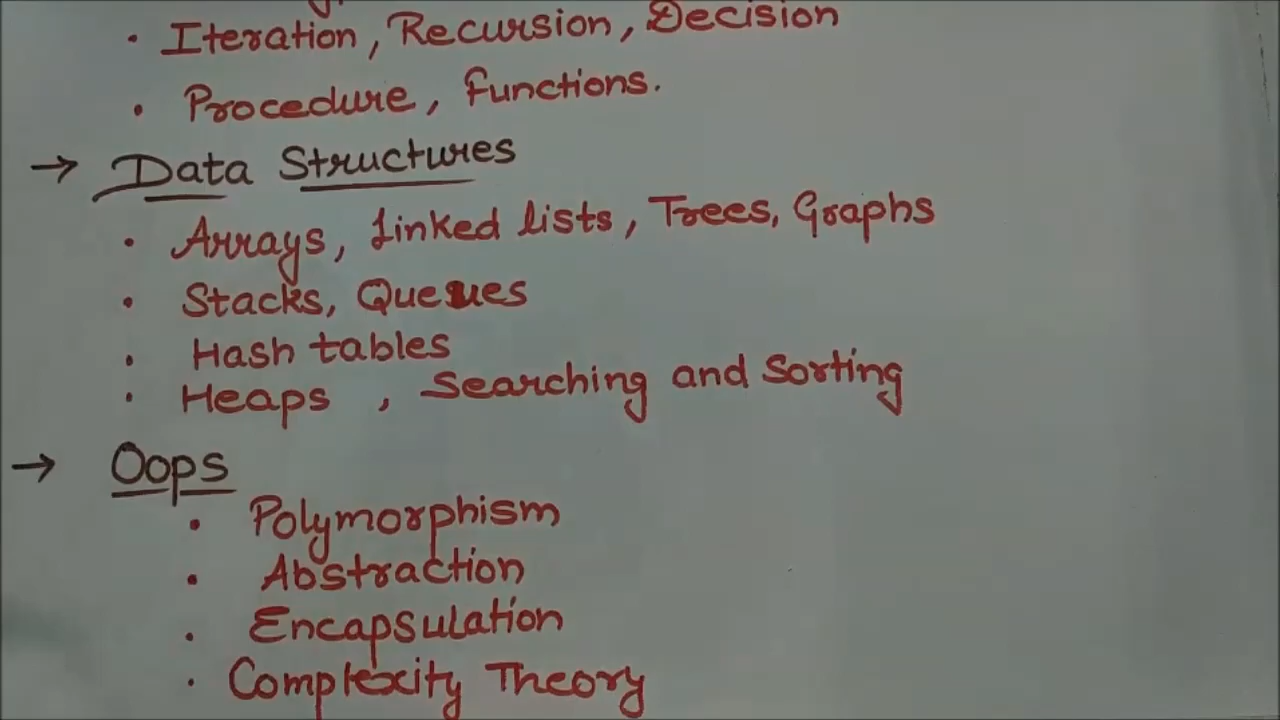 • Iteration, Recursion, Decision
• Procedure, functions.
→ Data Structures
• Arrays, Linked lists, Trees, Graphs
• Stacks, Queues
• Hash tables
• Heaps , Searching and Sorting
→ Oops
• Polymorphism
• Abstraction
• Encapsulation
• Complexity Theory